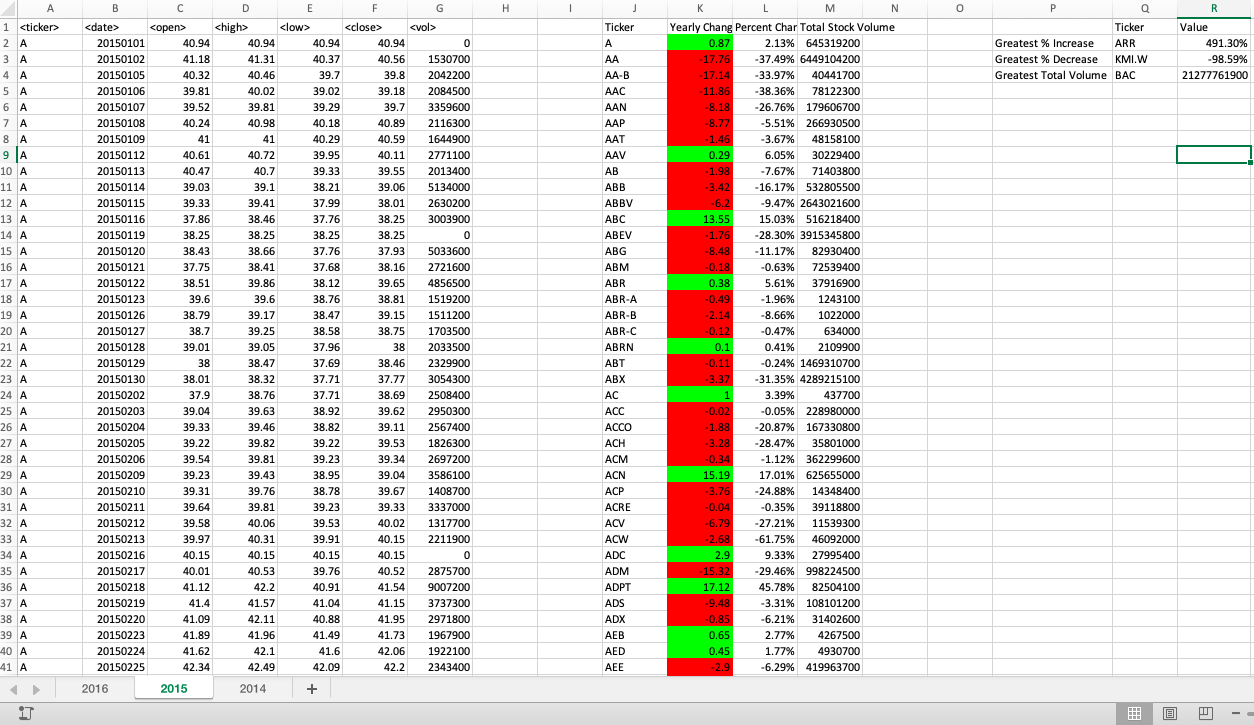 A B C D E F G H I J K L M N O P Q R
1 <ticker> <date> <open> <high> <low> <close> <vol> Ticker Yearly Chang Percent Char Total Stock Volume Ticker Value
2 A 20150101 40.94 40.94 40.94 40.94 0 A 0.87 2.13% 645319200 Greatest % Increase ARR 491.30%
3 A 20150102 41.18 41.31 40.37 40.56 1530700 AA -17.76 -37.49% 6449104200 Greatest % Decrease KMI.W -98.59%
4 A 20150105 40.32 40.46 39.7 39.8 2042200 AA-B -17.14 -33.97% 40441700 Greatest Total Volume BAC 21277761900
5 A 20150106 39.81 40.02 39.02 39.18 2084500 AAC -11.86 -38.36% 78122300
6 A 20150107 39.52 39.81 39.29 39.7 3359600 AAN -8.18 -26.76% 179606700
7 A 20150108 40.24 40.98 40.18 40.89 2116300 AAP -8.77 -5.51% 266930500
8 A 20150109 41 41 40.29 40.59 1644900 AAT -1.46 -3.67% 48158100
9 A 20150112 40.61 40.72 39.95 40.11 2771100 AAV 0.29 6.05% 30229400
10 A 20150113 40.47 40.7 39.33 39.55 2013400 AB -1.98 -7.67% 71403800
11 A 20150114 39.03 39.1 38.21 39.06 5134000 ABB -3.42 -16.17% 532805500
12 A 20150115 39.33 39.41 37.99 38.01 2630200 ABBV -6.2 -9.47% 2643021600
13 A 20150116 37.86 38.46 37.76 38.25 3003900 ABC 13.55 15.03% 516218400
14 A 20150119 38.25 38.25 38.25 38.25 0 ABEV -1.76 -28.30% 3915345800
15 A 20150120 38.43 38.66 37.76 37.93 5033600 ABG -8.48 -11.17% 82930400
16 A 20150121 37.75 38.41 37.68 38.16 2721600 ABM -0.18 -0.63% 72539400
17 A 20150122 38.51 39.86 38.12 39.65 4856500 ABR 0.38 5.61% 37916900
18 A 20150123 39.6 39.6 38.76 38.81 1519200 ABR-A -0.49 -1.96% 1243100
19 A 20150126 38.79 39.17 38.47 39.15 1511200 ABR-B -2.14 -8.66% 1022000
20 A 20150127 38.7 39.25 38.58 38.75 1703500 ABR-C -0.12 -0.47% 634000
21 A 20150128 39.01 39.05 37.96 38 2033500 ABRN 0.1 0.41% 2109900
22 A 20150129 38 38.47 37.69 38.46 2329900 ABT -0.11 -0.24% 1469310700
23 A 20150130 38.01 38.32 37.71 37.77 3054300 ABX -3.37 -31.35% 4289215100
24 A 20150202 37.9 38.76 37.71 38.69 2508400 AC 1 3.39% 437700
25 A 20150203 39.04 39.63 38.92 39.62 2950300 ACC -0.02 -0.05% 228980000
26 A 20150204 39.33 39.46 38.82 39.11 2567400 ACCO -1.88 -20.87% 167330800
27 A 20150205 39.22 39.82 39.22 39.53 1826300 ACH -3.28 -28.47% 35801000
28 A 20150206 39.54 39.81 39.23 39.34 2697200 ACM -0.34 -1.12% 362299600
29 A 20150209 39.23 39.43 38.95 39.04 3586100 ACN 15.19 17.01% 625655000
30 A 20150210 39.31 39.76 38.78 39.67 1408700 ACP -3.76 -24.88% 14348400
31 A 20150211 39.64 39.81 39.23 39.33 3337000 ACRE -0.04 -0.35% 39118800
32 A 20150212 39.58 40.06 39.53 40.02 1317700 ACV -6.79 -27.21% 11539300
33 A 20150213 39.97 40.31 39.91 40.15 2211900 ACW -2.68 -61.75% 46092000
34 A 20150216 40.15 40.15 40.15 40.15 0 ADC 2.9 9.33% 27995400
35 A 20150217 40.01 40.53 39.76 40.52 2875700 ADM -15.32 -29.46% 998224500
36 A 20150218 41.12 42.2 40.91 41.54 9007200 ADPT 17.12 45.78% 82504100
37 A 20150219 41.4 41.57 41.04 41.15 3737300 ADS -9.48 -3.31% 108101200
38 A 20150220 41.09 42.11 40.88 41.95 2971800 ADX -0.85 -6.21% 31402600
39 A 20150223 41.89 41.96 41.49 41.73 1967900 AEB 0.65 2.77% 4267500
40 A 20150224 41.62 42.1 41.6 42.06 1922100 AED 0.45 1.77% 4930700
41 A 20150225 42.34 42.49 42.09 42.2 2343400 AEE -2.9 -6.29% 419963700
2016 2015 2014 +